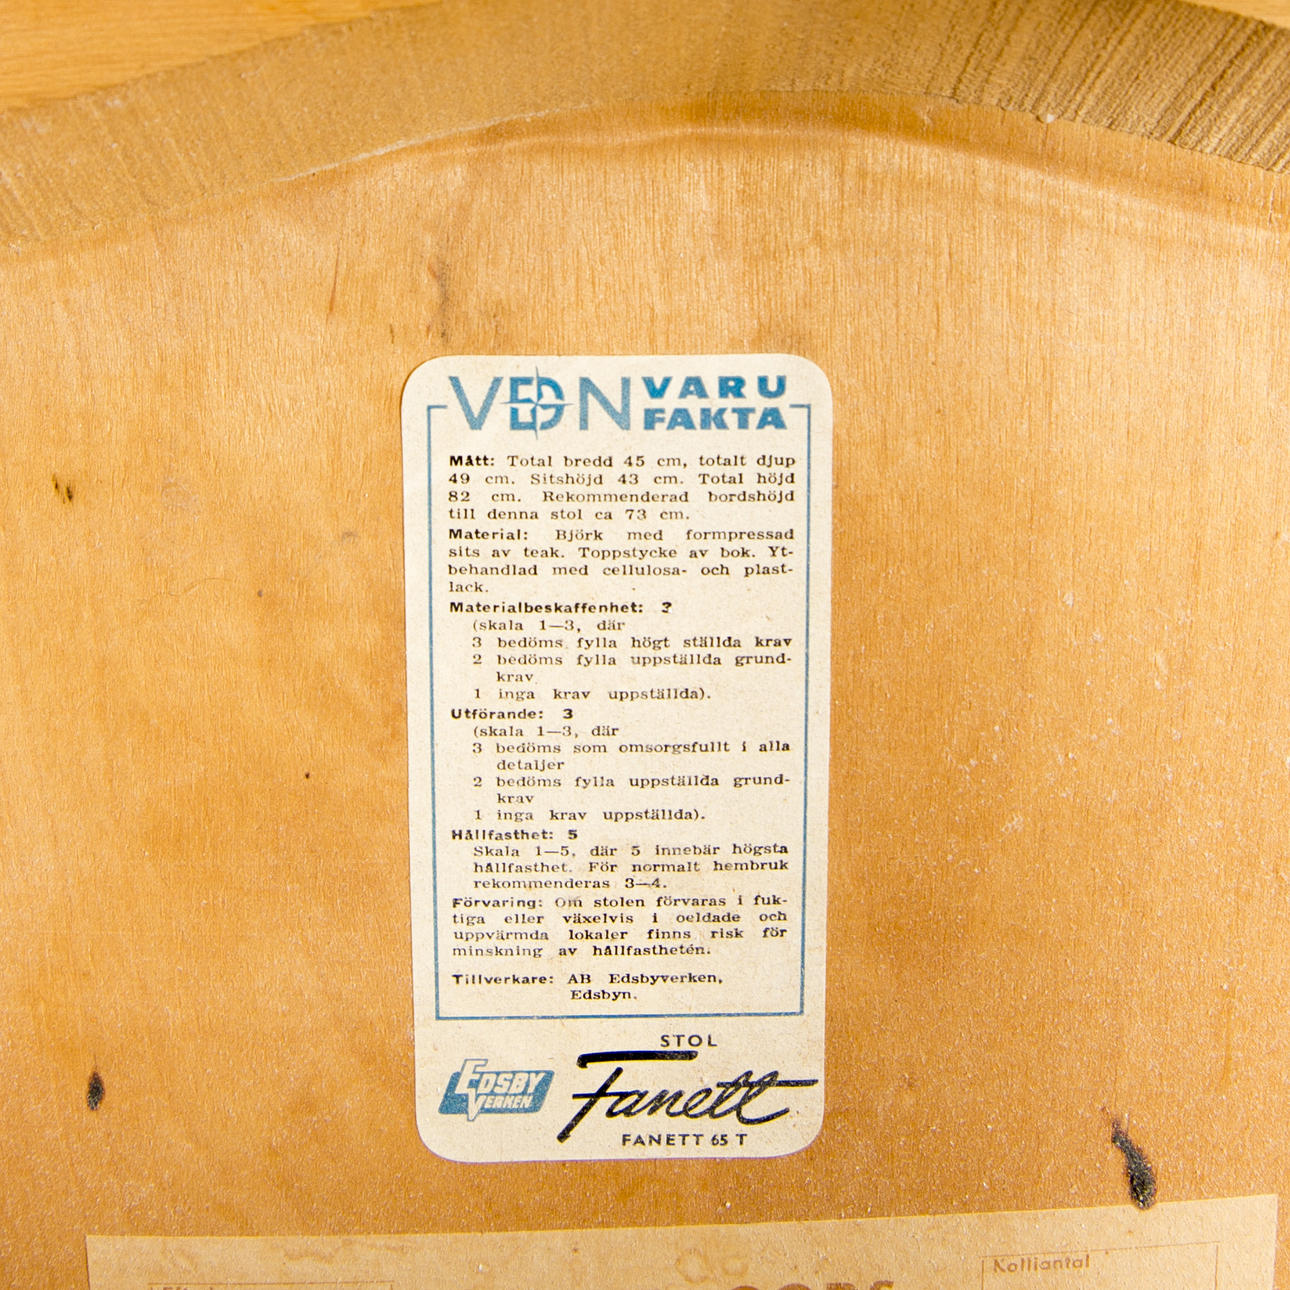 VDN VARU
FAKTA
Mått: Total bredd 45 cm, totalt djup
49 cm. Sitshöjd 43 cm. Total höjd
82 cm. Rekommenderad bordshöjd
till denna stol ca 73 cm.
Material: Björk med formpressad
sits av teak. Toppstycke av bok. Yt-
behandlad med cellulosa- och plast-
lack.
Materialbeskaffenhet:
(skala 1—3, där
3 bedöms fylla högt ställda krav
2 bedöms fylla uppställda grund-
krav
1 inga krav uppställda).
Utförande: 3
(skala 1—3, där
3 bedöms som omsorgsfullt i alla
detaljer
2 bedöms fylla uppställda grund-
krav
1 inga krav uppställda).
Hållfasthet: 5
Skala 1—5, där 5 innebär högsta
hållfasthet. För normalt hembruk
rekommenderas 3—4.
Förvaring: Om stolen förvaras i fuk-
tiga eller växelvis i oeldade och
uppvärmda lokaler finns risk för
minskning av hållfastheten.
Tillverkare: AB Edsbyverken,
Edsbyn.
STOL
EDSBY
VERKEN
Fanett
FANETT 65 T
Kolliantal